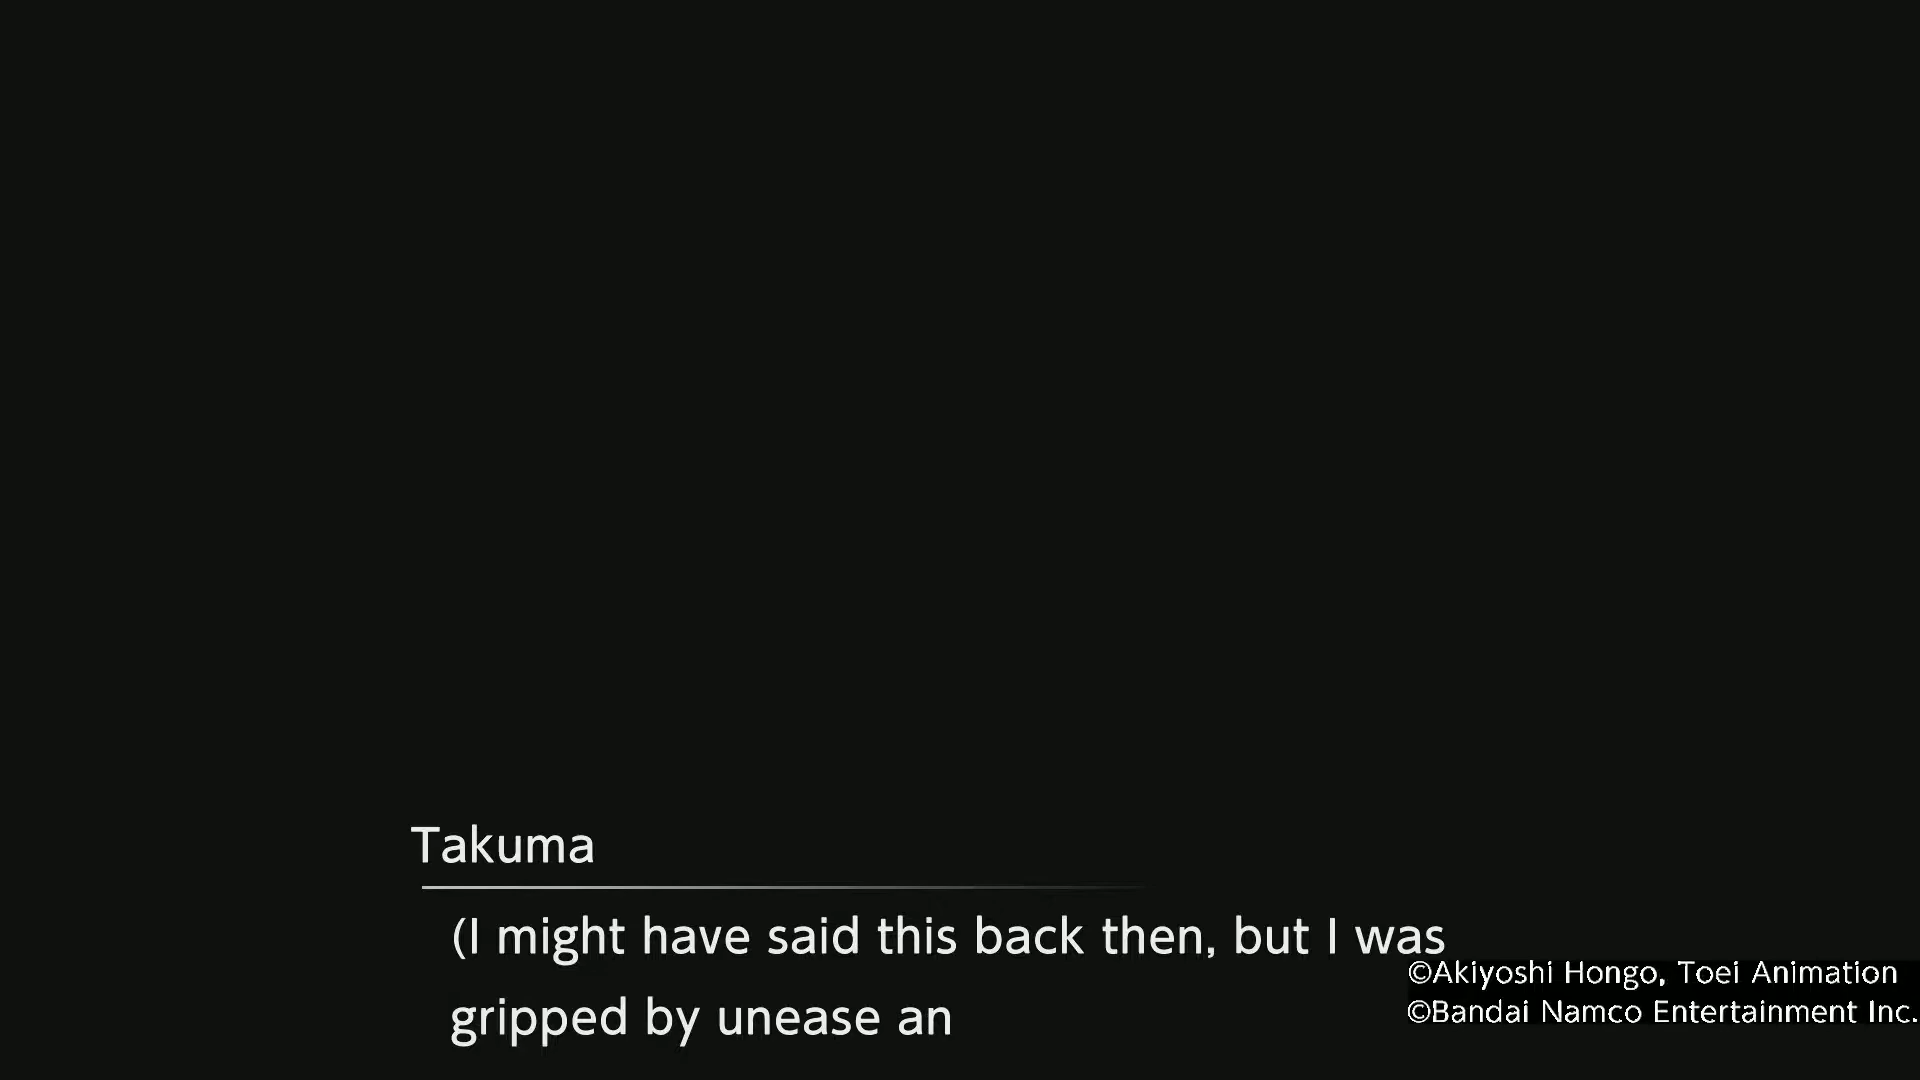 Takuma
(I might have said this back then, but I was
gripped by unease an
©Akiyoshi Hongo, Toei Animation
©Bandai Namco Entertainment Inc.